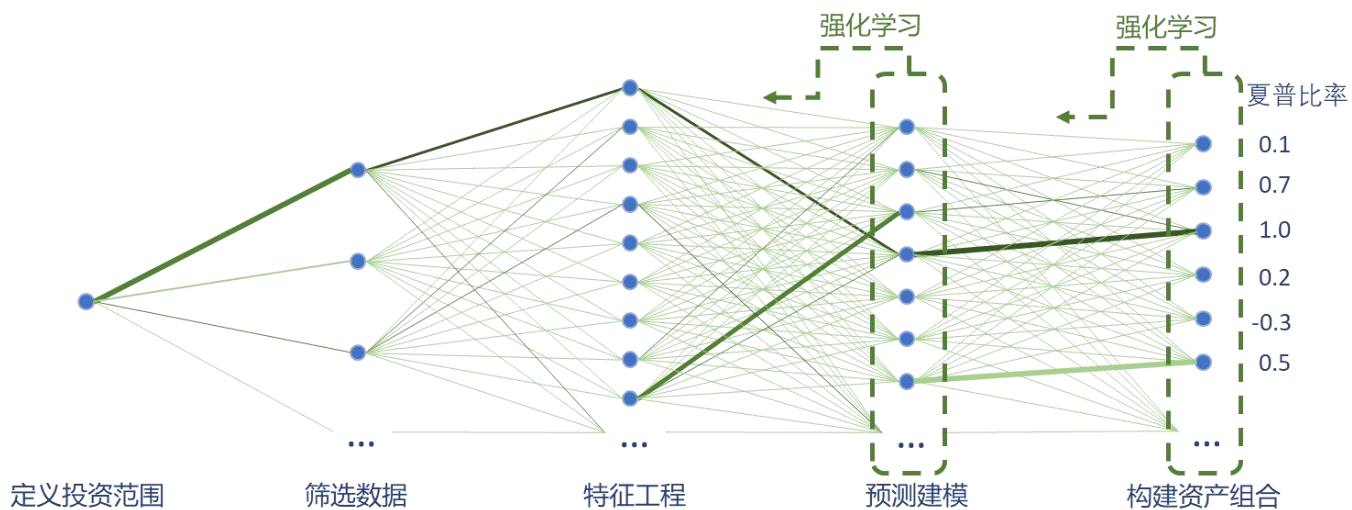 强化学习
强化学习
夏普比率
0.1
0.7
1.0
0.2
-0.3
0.5
...
...
...
...
定义投资范围
筛选数据
特征工程
预测建模
构建资产组合